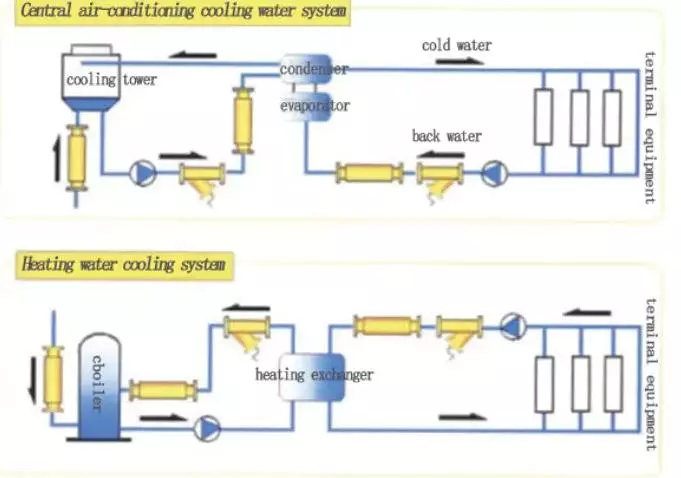 Central air-conditioning cooling water system
cooling tower
condenser
evaporator
cold water
back water
terminal equipment
Heating water cooling system
cboiler
heating exchanger
terminal equipment